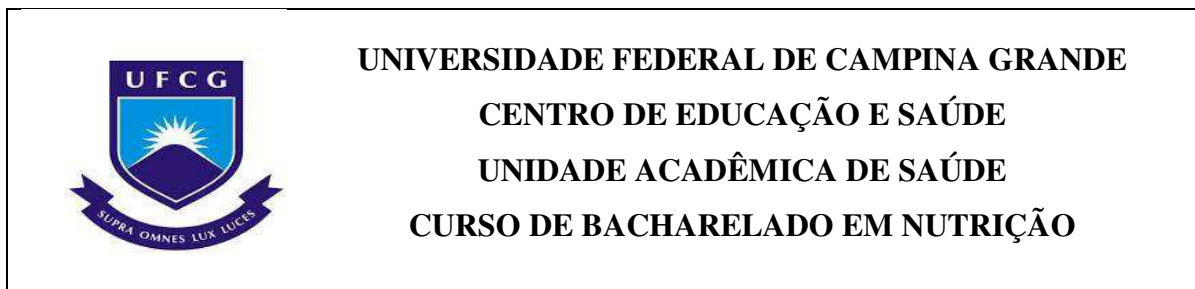 UFCG
SUPRA OMNES LUX LUCES
UNIVERSIDADE FEDERAL DE CAMPINA GRANDE
CENTRO DE EDUCAÇÃO E SAÚDE
UNIDADE ACADÊMICA DE SAÚDE
CURSO DE BACHARELADO EM NUTRIÇÃO